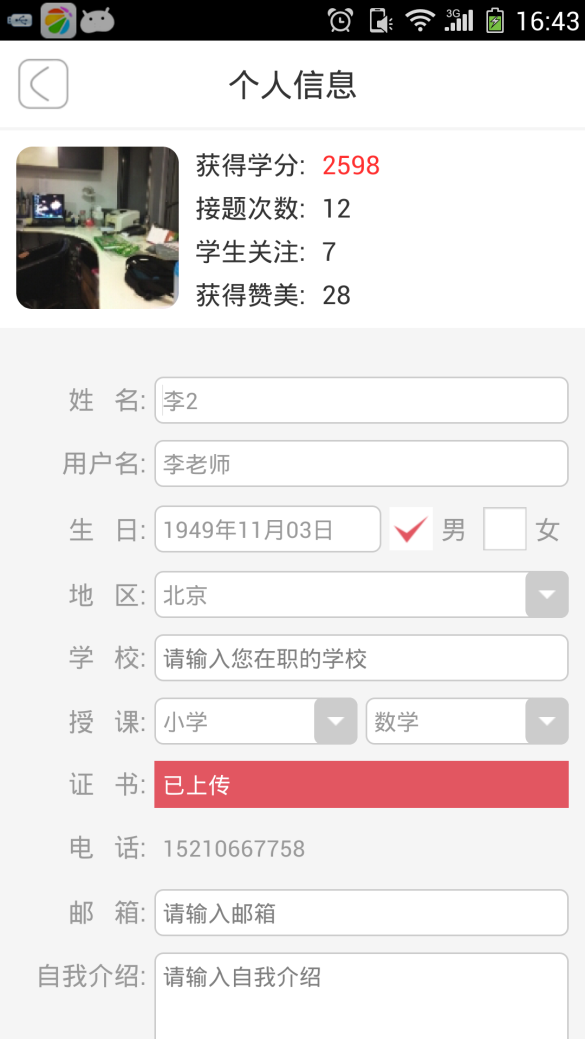 3G 16:43
个人信息
获得学分: 2598
接题次数: 12
学生关注: 7
获得赞美: 28
姓 名: 李2
用户名: 李老师
生 日: 1949年11月03日 男 女
地 区: 北京
学 校: 请输入您在职的学校
授 课: 小学 数学
证 书: 已上传
电 话: 15210667758
邮 箱: 请输入邮箱
自我介绍: 请输入自我介绍